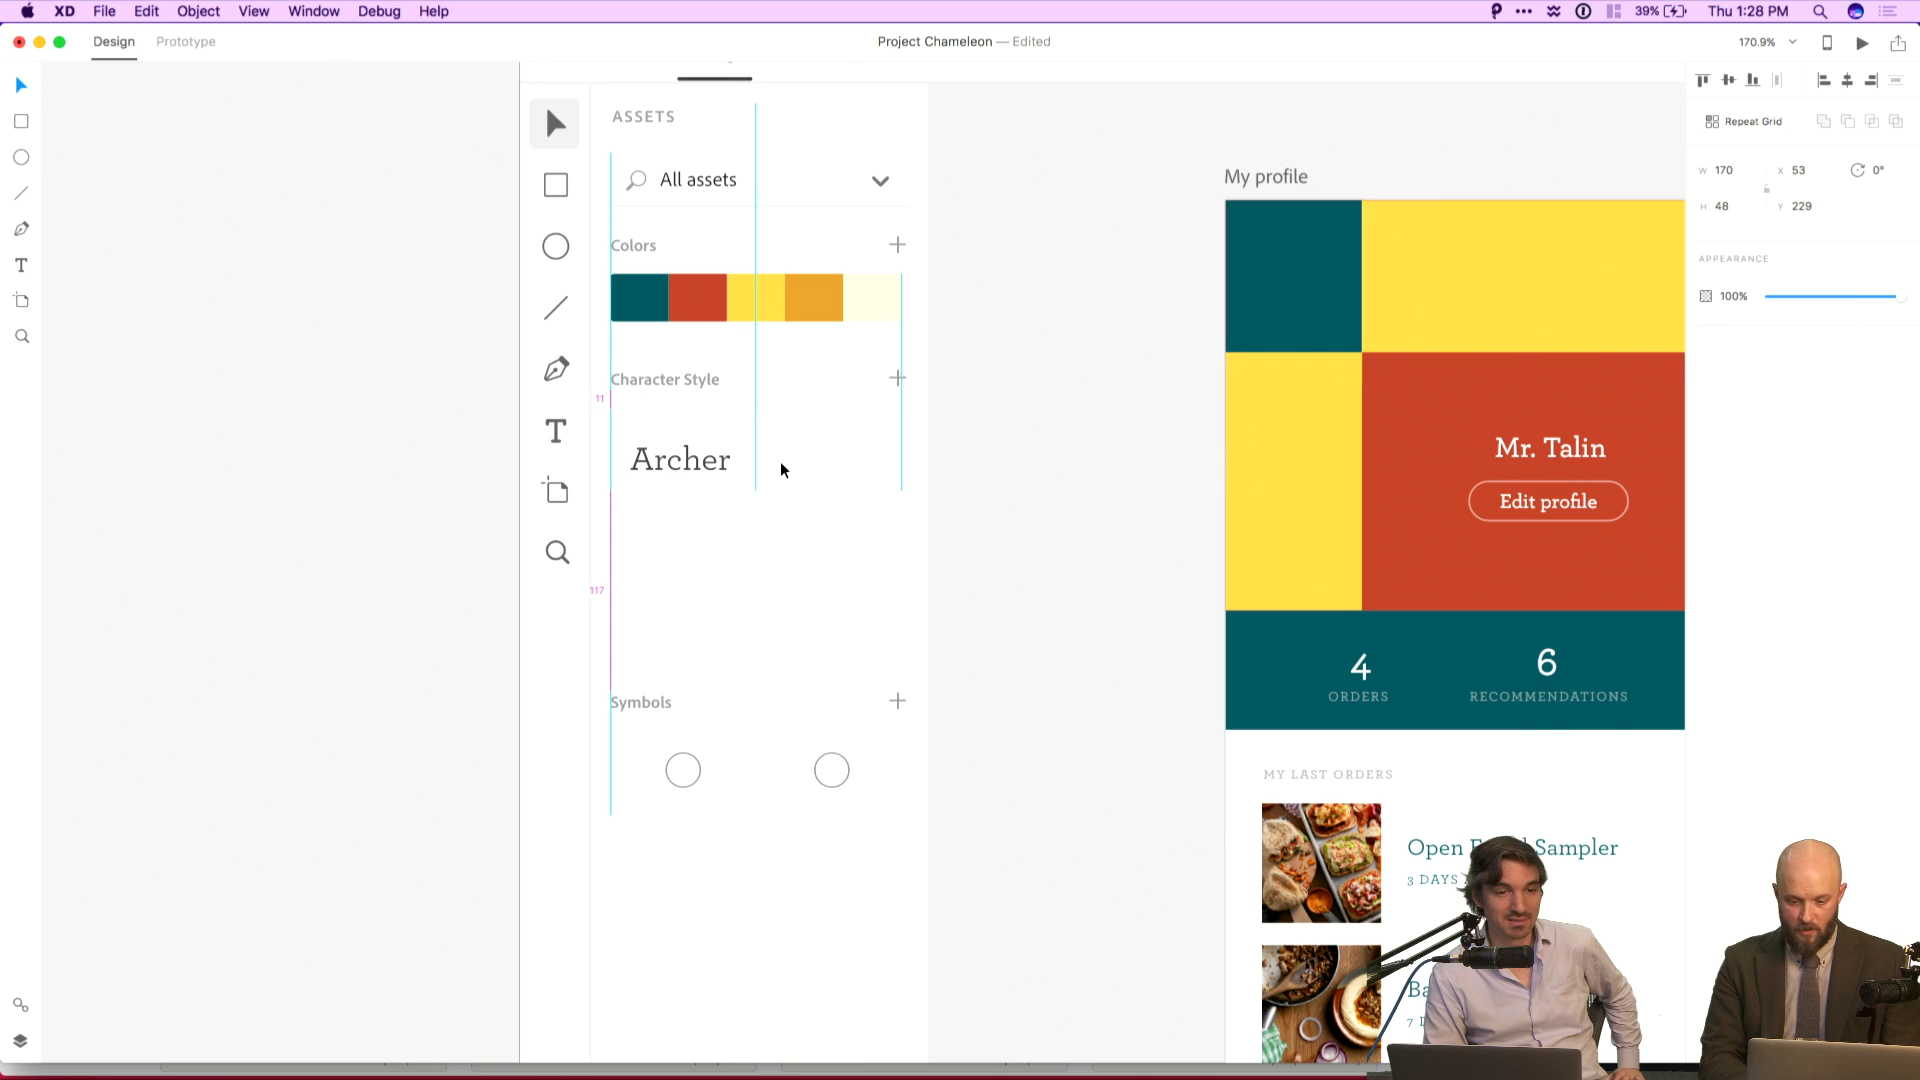 XD File Edit Object View Window Debug Help
39% Thu 1:28 PM
Design Prototype
Project Chameleon — Edited
170.9%
ASSETS
All assets
Colors
Character Style
11
Archer
117
Symbols
My profile
Mr. Talin
Edit profile
4 6
ORDERS RECOMMENDATIONS
MY LAST ORDERS
Open Sampler
3 DAYS
7
Repeat Grid
W 170 X 53 0°
H 48 Y 229
APPEARANCE
100%